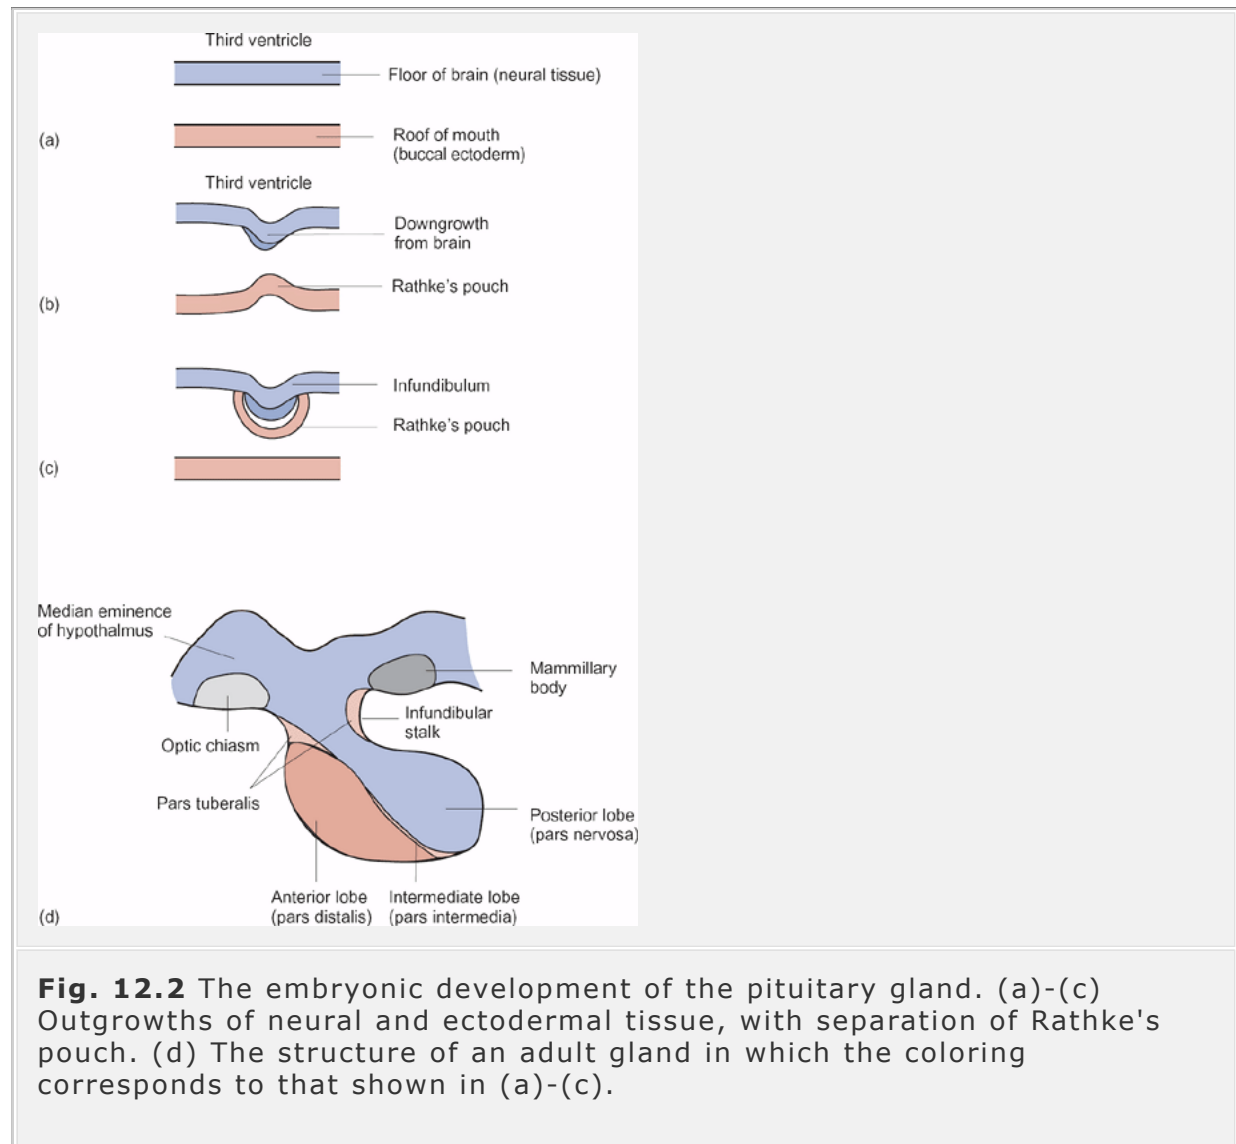 Third ventricle
Floor of brain (neural tissue)
(a)
Roof of mouth
(buccal ectoderm)
Third ventricle
Downgrowth
from brain
Rathke's pouch
(b)
Infundibulum
Rathke's pouch
(c)
Median eminence
of hypothalmus
Mammillary
body
Infundibular
stalk
Optic chiasm
Pars tuberalis
Posterior lobe
(pars nervosa)
Anterior lobe
(pars distalis)
Intermediate lobe
(pars intermedia)
(d)
Fig. 12.2 The embryonic development of the pituitary gland. (a)-(c)
Outgrowths of neural and ectodermal tissue, with separation of Rathke's
pouch. (d) The structure of an adult gland in which the coloring
corresponds to that shown in (a)-(c).